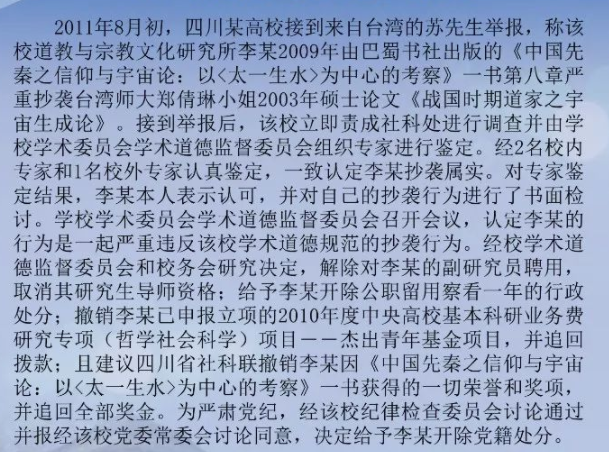 2011年8月初，四川某高校接到来自台湾的苏先生举报，称该
校道教与宗教文化研究所李某2009年由巴蜀书社出版的《中国先
秦之信仰与宇宙论：以<太一生水>为中心的考察》一书第八章严
重抄袭台湾师大郑倩琳小姐2003年硕士论文《战国时期道家之宇
宙生成论》。接到举报后，该校立即责成社科处进行调查并由学
校学术委员会学术道德监督委员会组织专家进行鉴定。经2名校内
专家和1名校外专家认真鉴定，一致认定李某抄袭属实。对专家鉴
定结果，李某本人表示认可，并对自己的抄袭行为进行了书面检
讨。学校学术委员会学术道德监督委员会召开会议，认定李某的
行为是一起严重违反该校学术道德规范的抄袭行为。经校学术道
德监督委员会和校务会研究决定，解除对李某的副研究员聘用，
取消其研究生导师资格；给予李某开除公职留用察看一年的行政
处分；撤销李某已申报立项的2010年度中央高校基本科研业务费
研究专项（哲学社会科学）项目－－杰出青年基金项目，并追回
拨款；且建议四川省社科联撤销李某因《中国先秦之信仰与宇宙
论：以<太一生水>为中心的考察》一书获得的一切荣誉和奖项，
并追回全部奖金。为严肃党纪，经该校纪律检查委员会讨论通过
并报经该校党委常委会讨论同意，决定给予李某开除党籍处分。